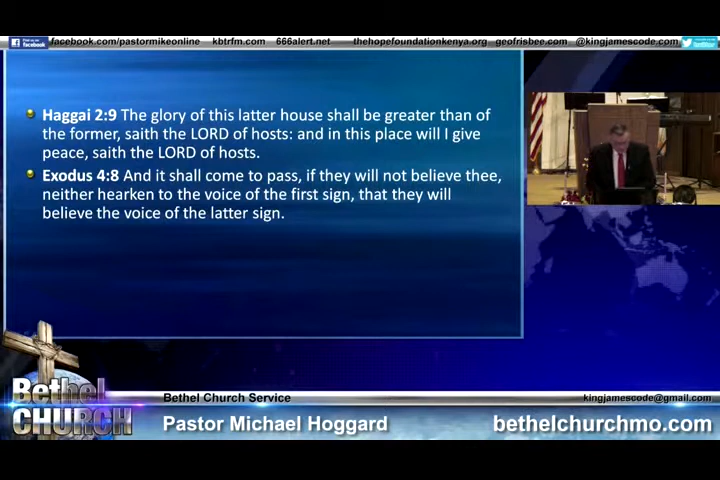 facebook.com/pastormikeonline kbtrfm.com 666alert.net thehopefoundationkenya.org geofrisbee.com @kingjamescode.com
Haggai 2:9 The glory of this latter house shall be greater than of
the former, saith the LORD of hosts: and in this place will I give
peace, saith the LORD of hosts.
Exodus 4:8 And it shall come to pass, if they will not believe thee,
neither hearken to the voice of the first sign, that they will
believe the voice of the latter sign.
Bethel
CHURCH
Bethel Church Service kingjamescode@gmail.com
Pastor Michael Hoggard bethelchurchmo.com